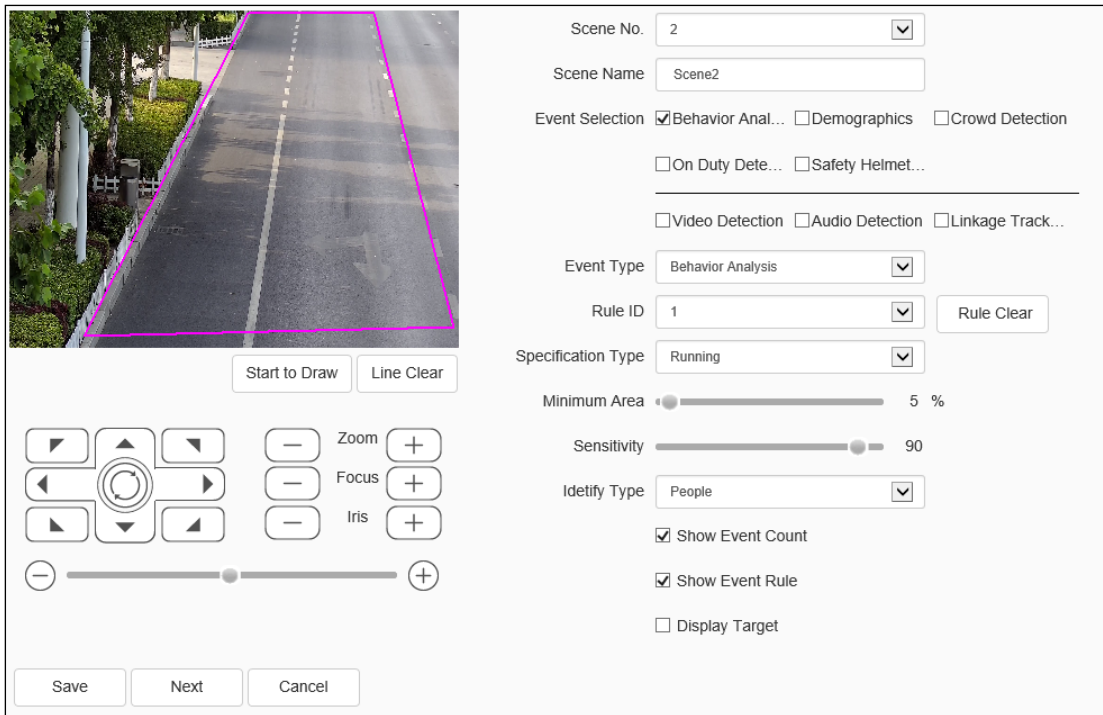 Scene No. 2
Scene Name Scene2
Event Selection Behavior Anal... Demographics Crowd Detection
On Duty Dete... Safety Helmet...
Video Detection Audio Detection Linkage Track...
Event Type Behavior Analysis
Rule ID 1 Rule Clear
Specification Type Running
Start to Draw Line Clear
Minimum Area 5 %
Sensitivity 90
Idetify Type People
Zoom
Focus
Iris
Show Event Count
Show Event Rule
Display Target
Save Next Cancel